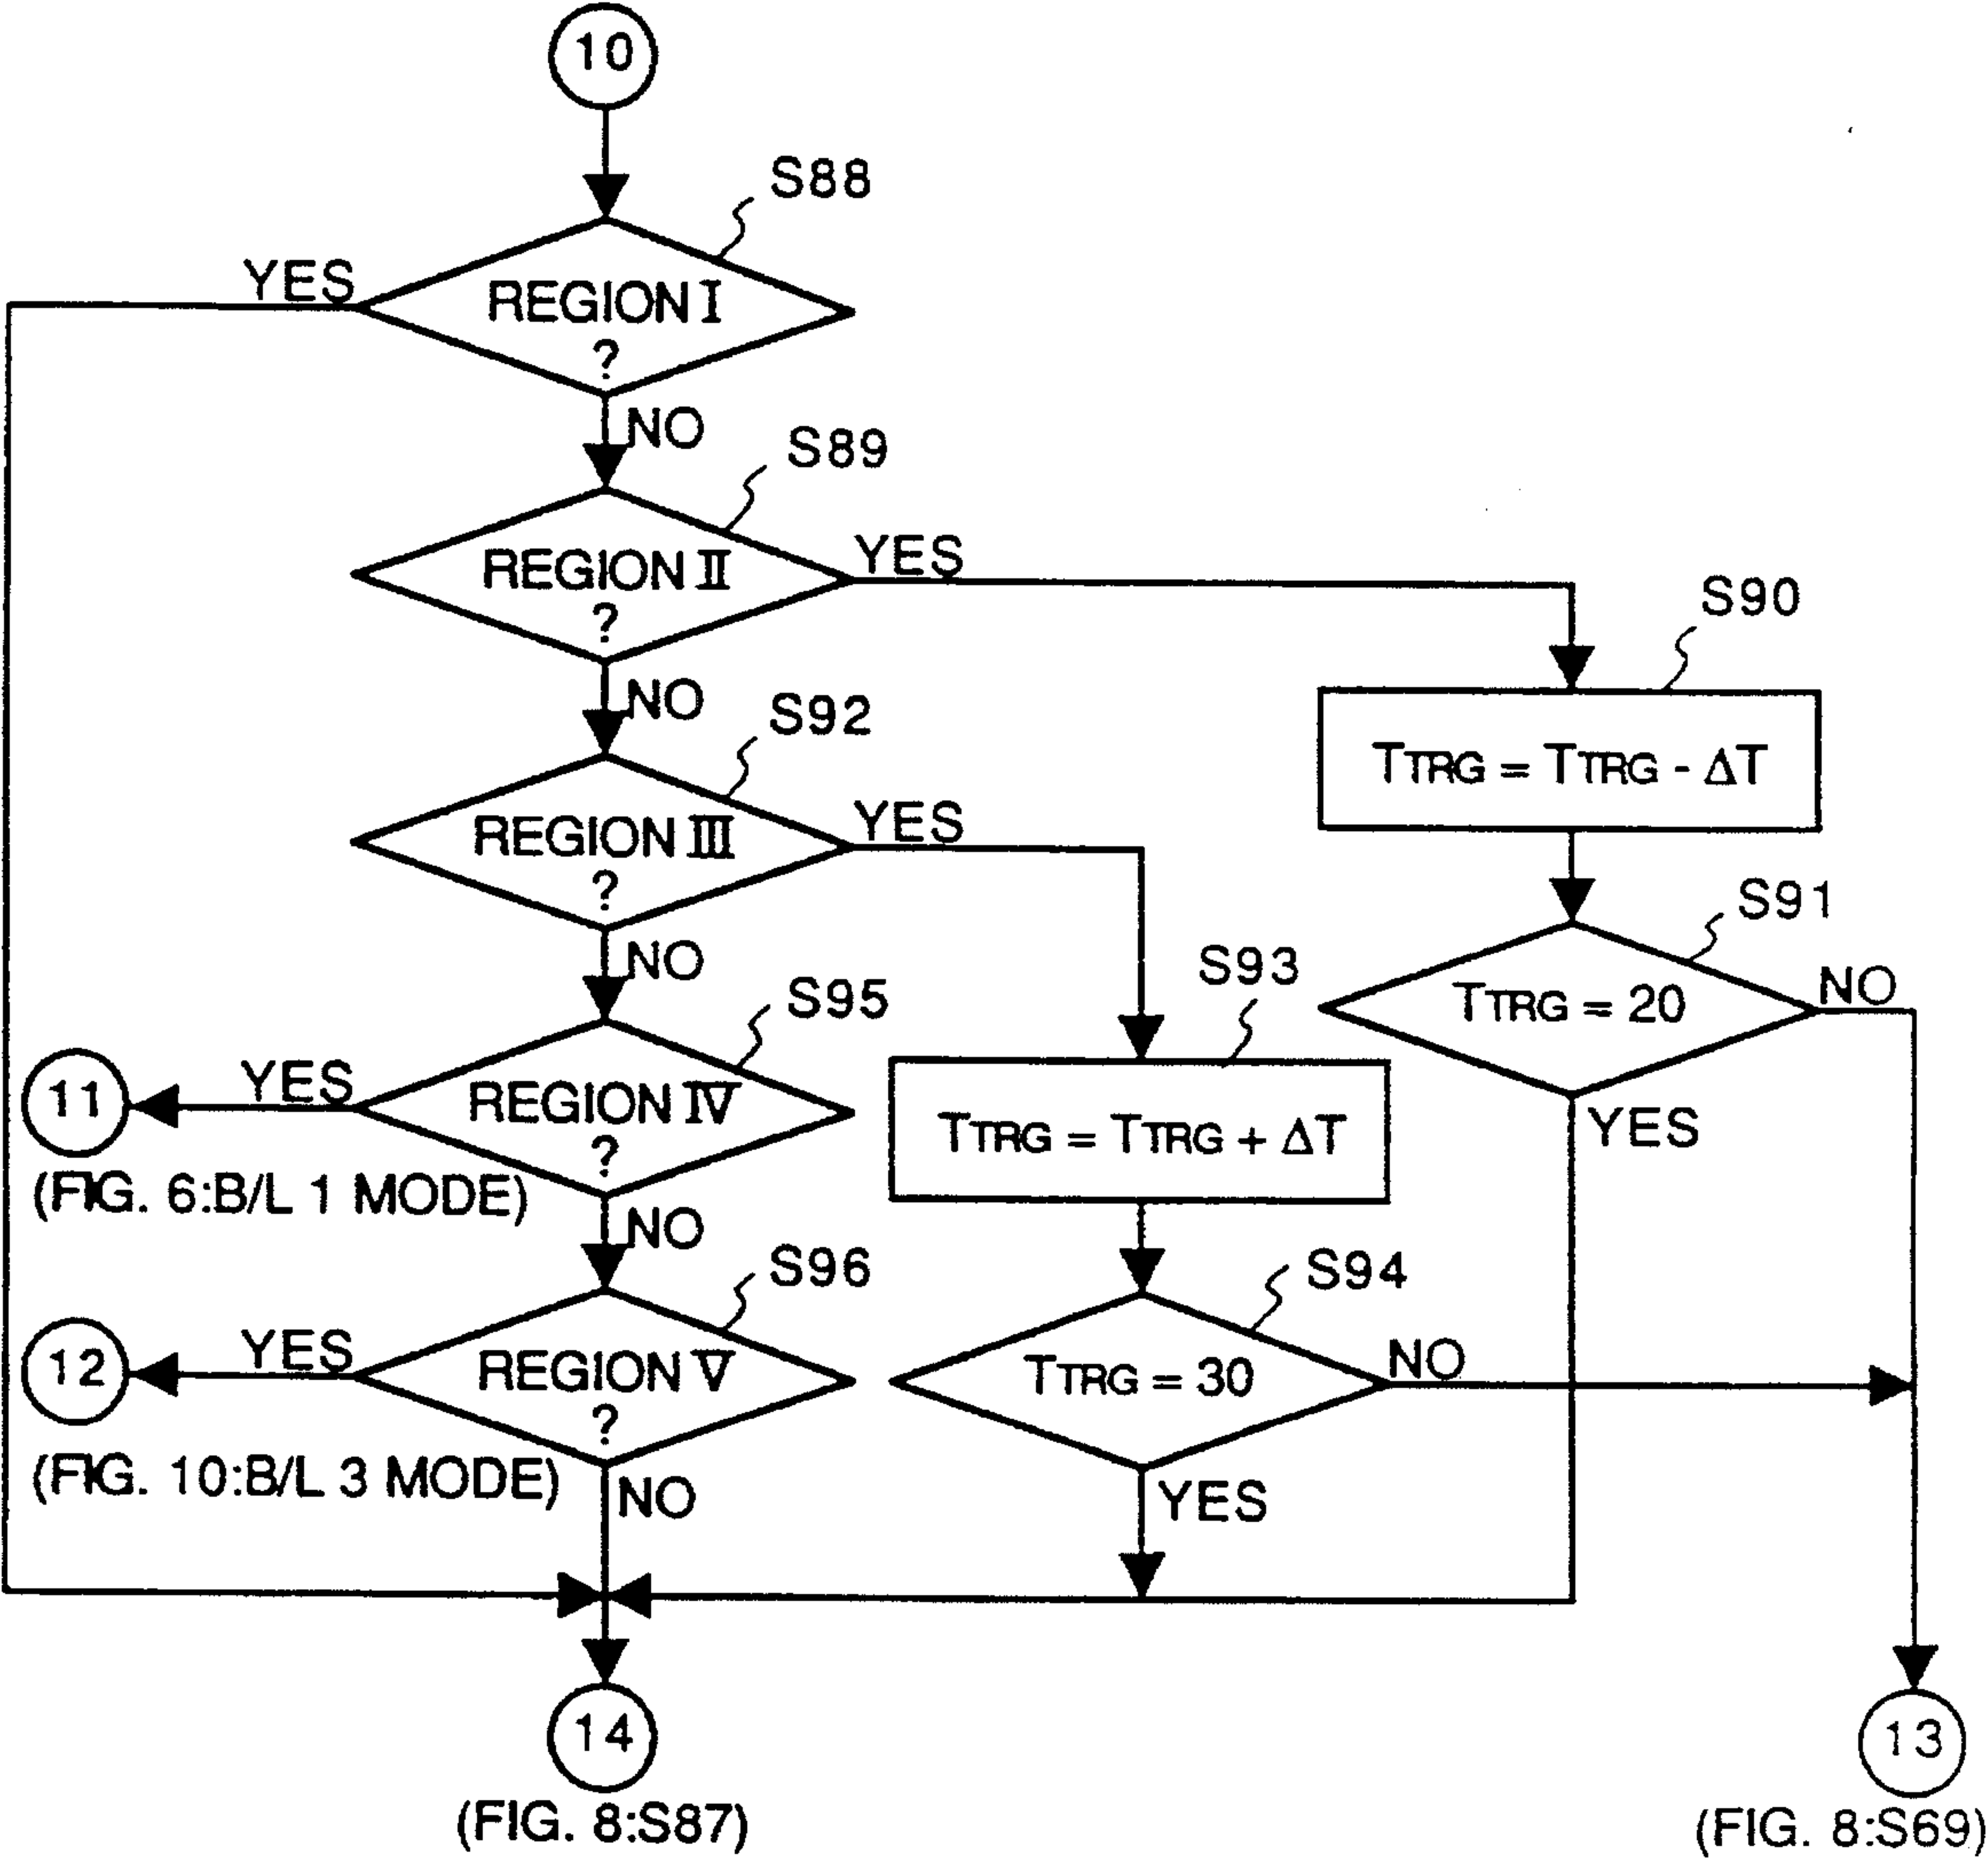 10
S88
YES
REGION I
?
NO
S89
REGION II
?
YES
S90
TTRG = TTRG - ΔT
NO
S92
REGION III
?
YES
S91
TTRG = 20
NO
YES
NO
S93
TTRG = TTRG + ΔT
S95
11
YES
REGION IV
?
(FIG. 6:B/L 1 MODE)
NO
S96
S94
12
YES
REGION V
?
TTRG = 30
NO
(FIG. 10:B/L 3 MODE)
NO
YES
14
(FIG. 8:S87)
13
(FIG. 8:S69)